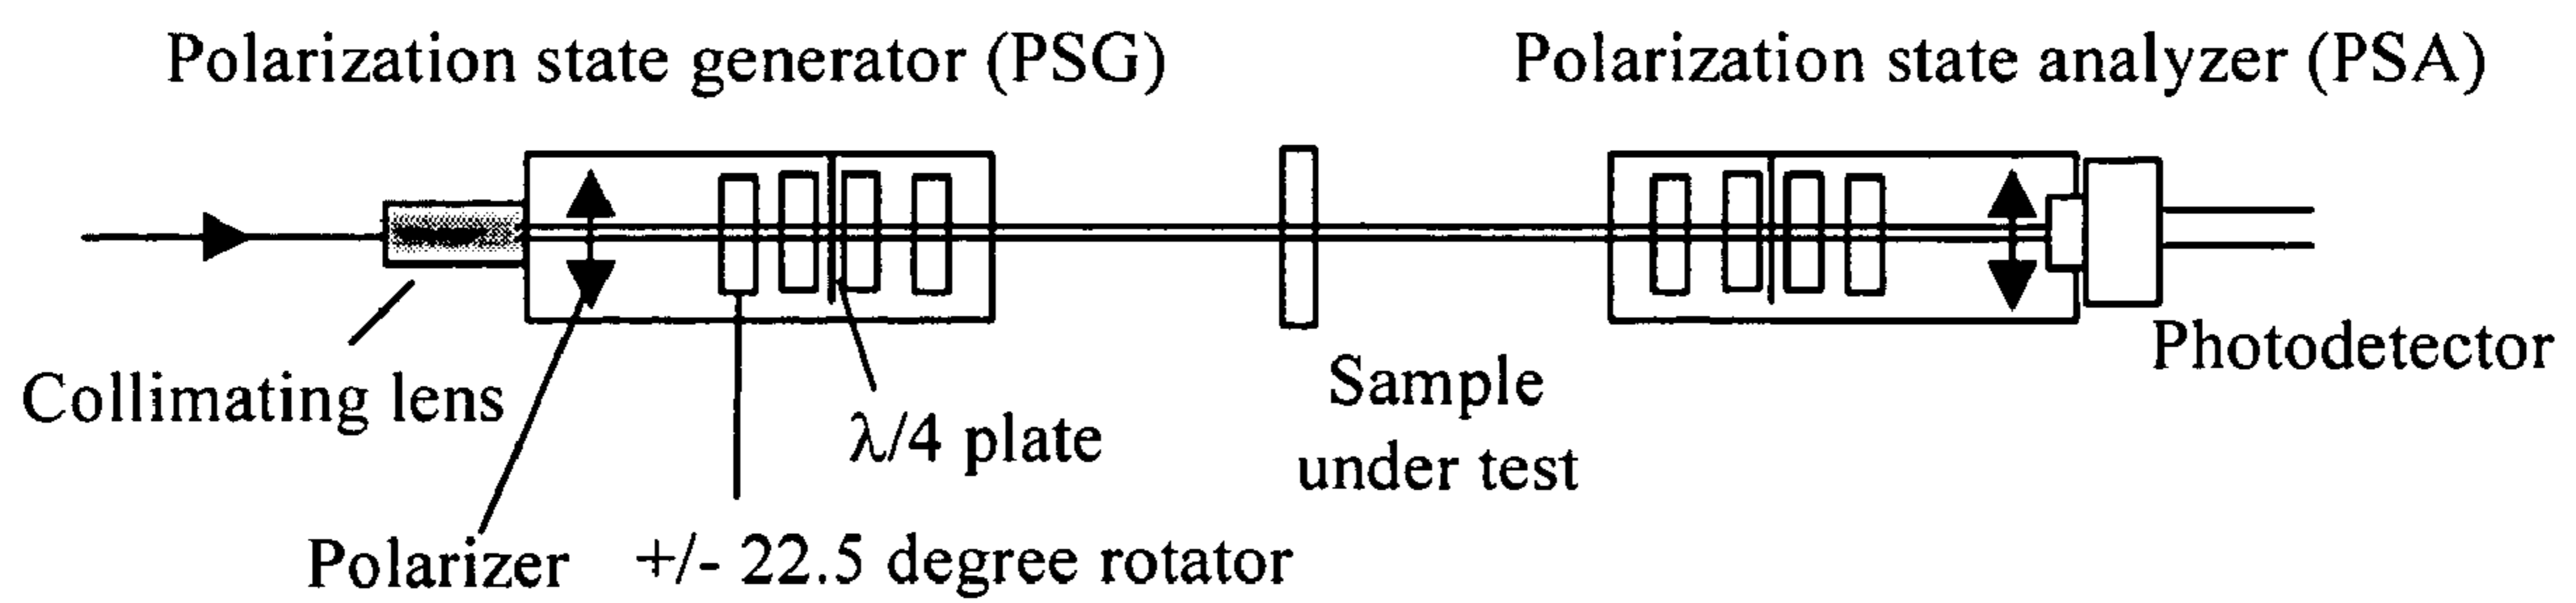 Polarization state generator (PSG)
Polarization state analyzer (PSA)
Collimating lens
Polarizer
+/- 22.5 degree rotator
λ/4 plate
Sample
under test
Photodetector